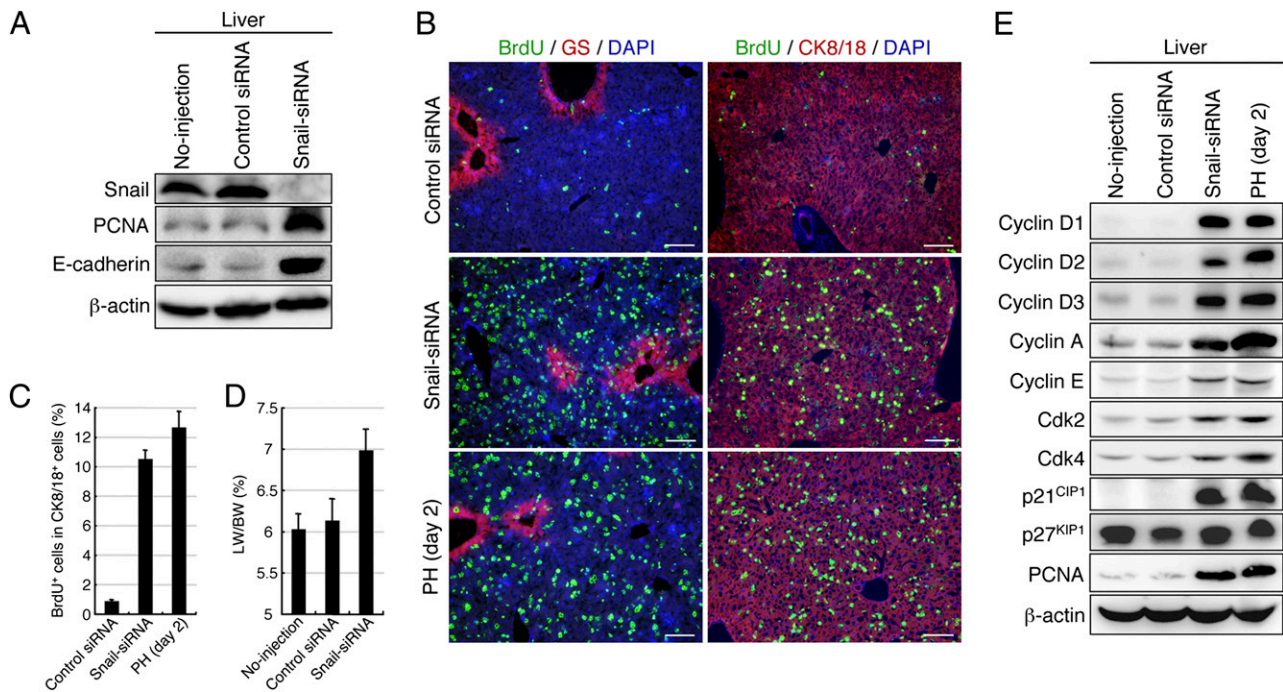 A
Liver
No-injection
Control siRNA
Snail-siRNA
Snail
PCNA
E-cadherin
β-actin
B
BrdU / GS / DAPI
BrdU / CK8/18 / DAPI
Control siRNA
Snail-siRNA
PH (day 2)
C
BrdU⁺ cells in CK8/18⁺ cells (%)
14
12
10
8
6
4
2
0
Control siRNA
Snail-siRNA
PH (day 2)
D
LW/BW (%)
7.5
7
6.5
6
5.5
5
No-injection
Control siRNA
Snail-siRNA
E
Liver
No-injection
Control siRNA
Snail-siRNA
PH (day 2)
Cyclin D1
Cyclin D2
Cyclin D3
Cyclin A
Cyclin E
Cdk2
Cdk4
p21ᶜᴵᴾ¹
p27ᴷᴵᴾ¹
PCNA
β-actin